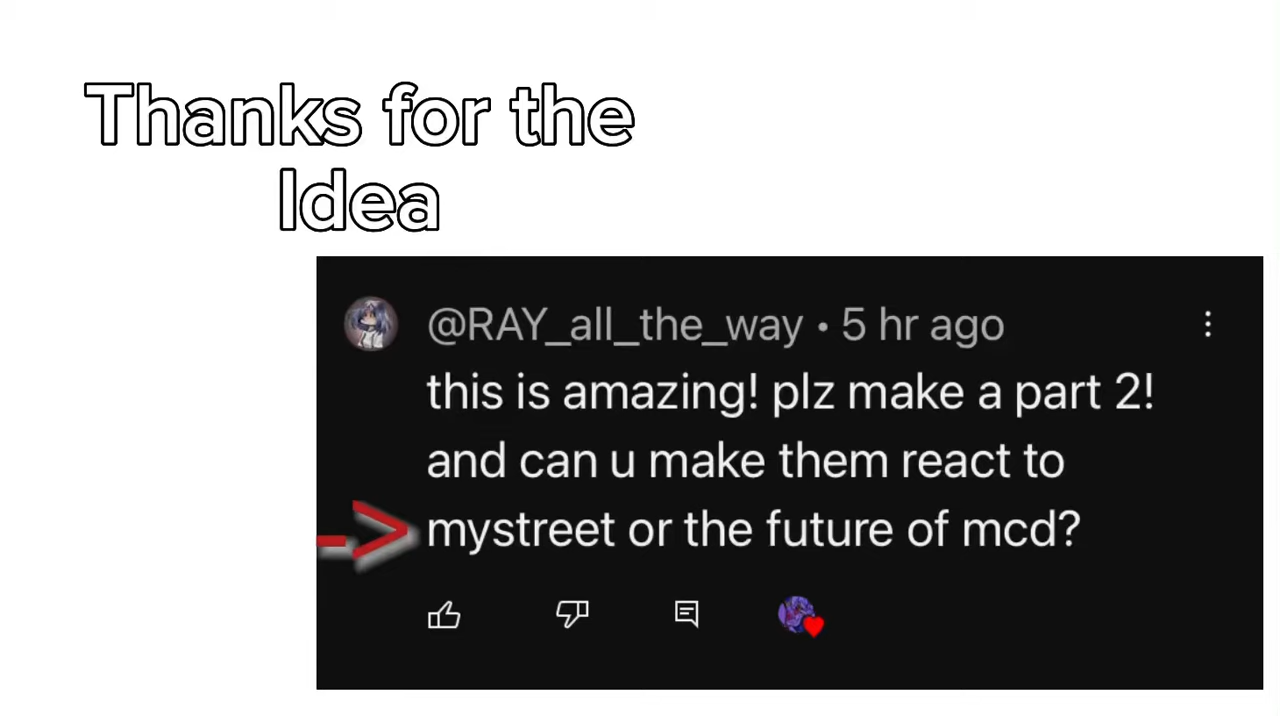 Thanks for the
Idea
@RAY_all_the_way • 5 hr ago
this is amazing! plz make a part 2!
and can u make them react to
-> mystreet or the future of mcd?